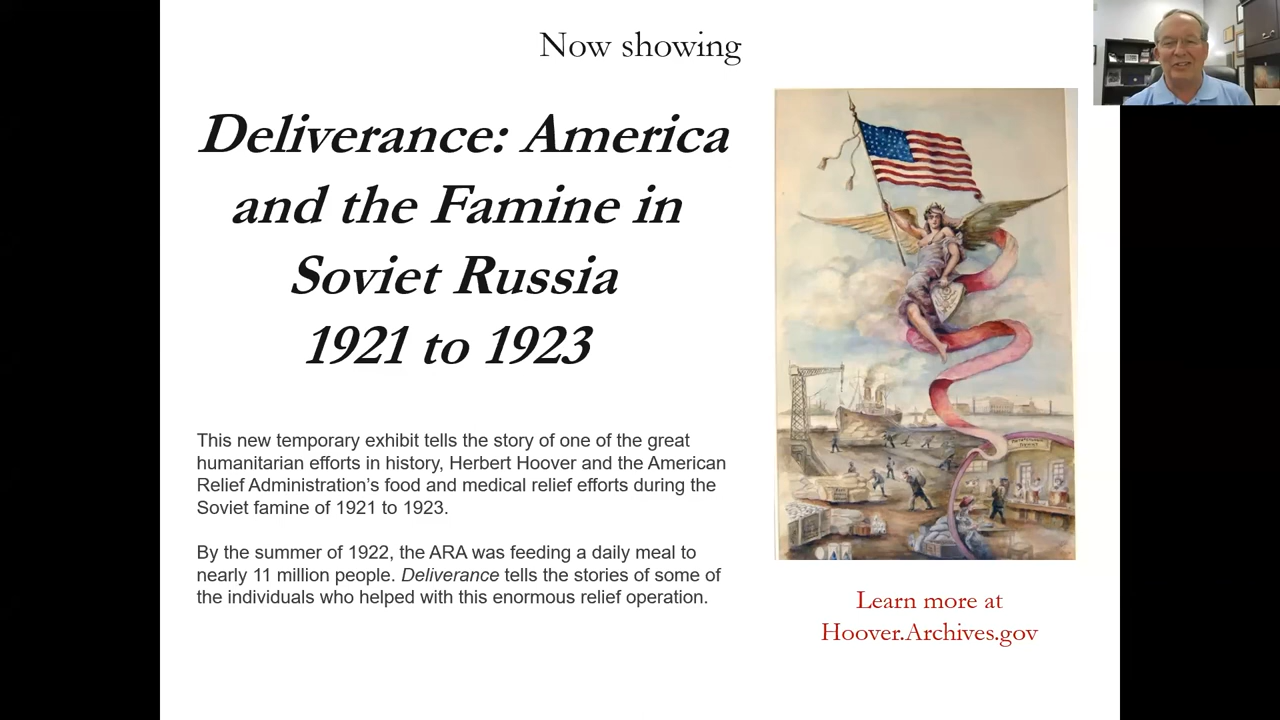 Now showing
Deliverance: America
and the Famine in
Soviet Russia
1921 to 1923
This new temporary exhibit tells the story of one of the great
humanitarian efforts in history, Herbert Hoover and the American
Relief Administration’s food and medical relief efforts during the
Soviet famine of 1921 to 1923.
By the summer of 1922, the ARA was feeding a daily meal to
nearly 11 million people. Deliverance tells the stories of some of
the individuals who helped with this enormous relief operation.
Learn more at
Hoover.Archives.gov